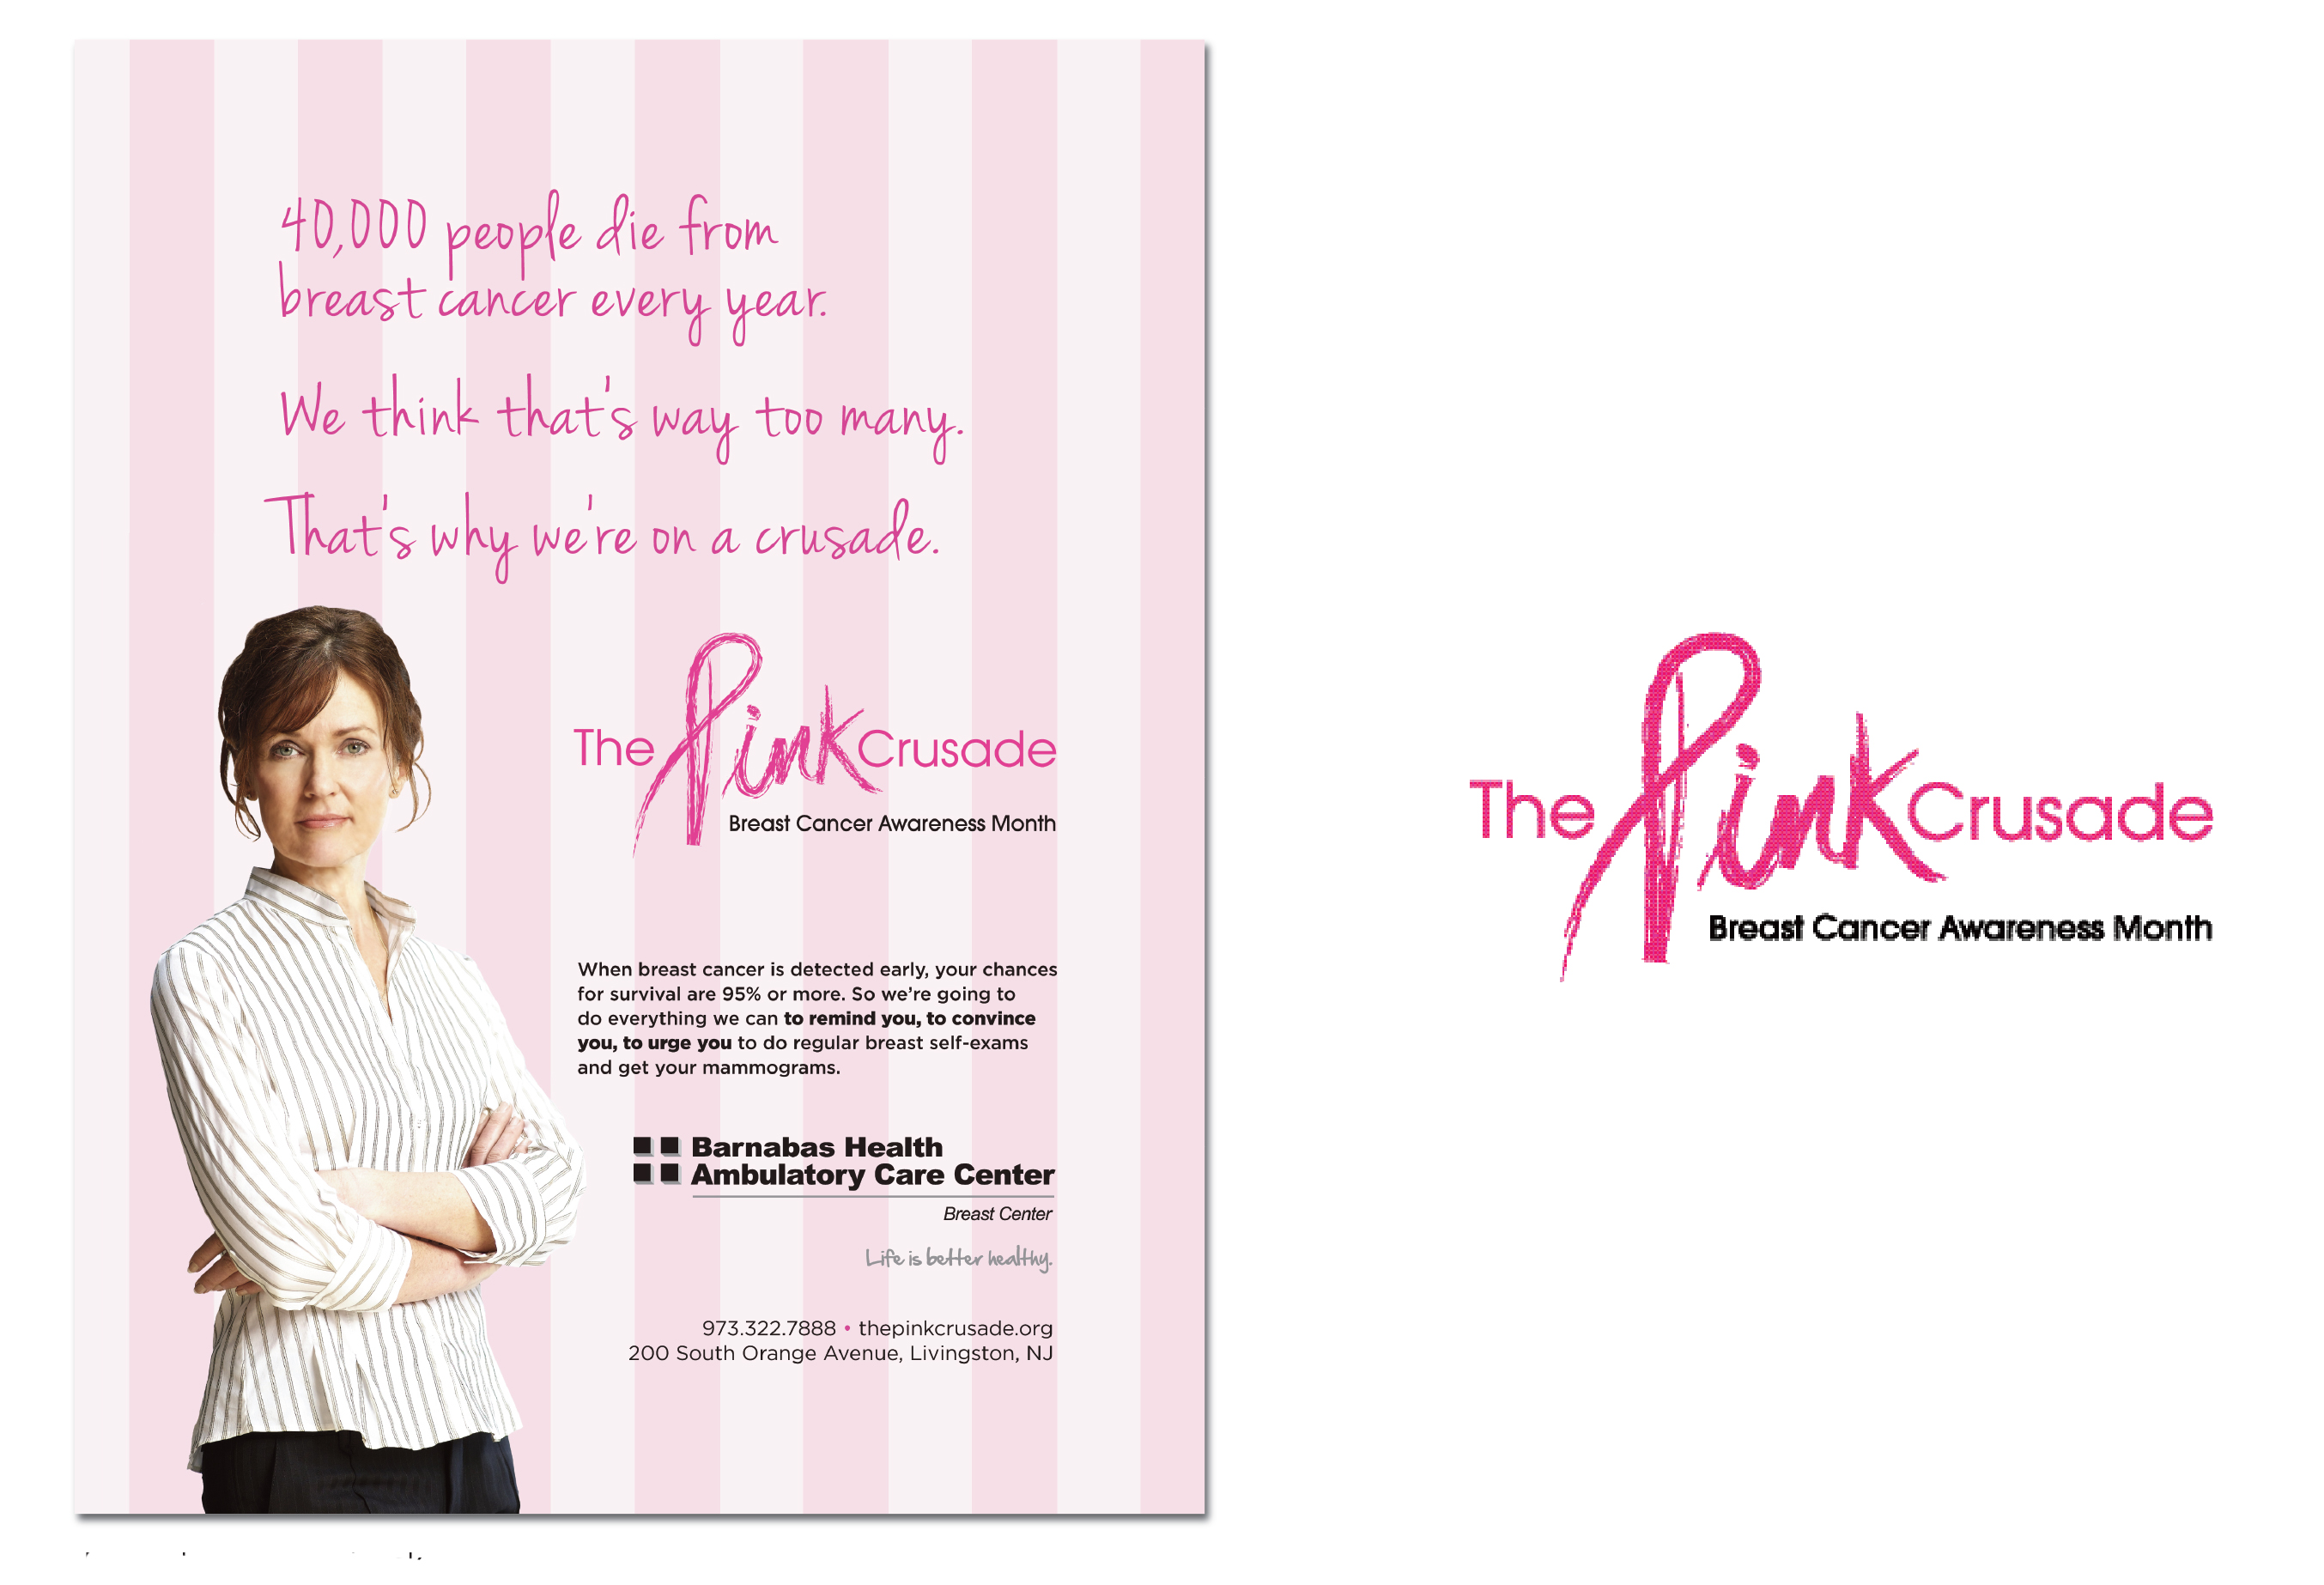 40,000 people die from
breast cancer every year.
We think that's way too many.
That's why we're on a crusade.
The Pink Crusade
Breast Cancer Awareness Month
When breast cancer is detected early, your chances
for survival are 95% or more. So we’re going to
do everything we can to remind you, to convince
you, to urge you to do regular breast self-exams
and get your mammograms.
Barnabas Health
Ambulatory Care Center
Breast Center
Life is better healthy.
973.322.7888 • thepinkcrusade.org
200 South Orange Avenue, Livingston, NJ
The Pink Crusade
Breast Cancer Awareness Month